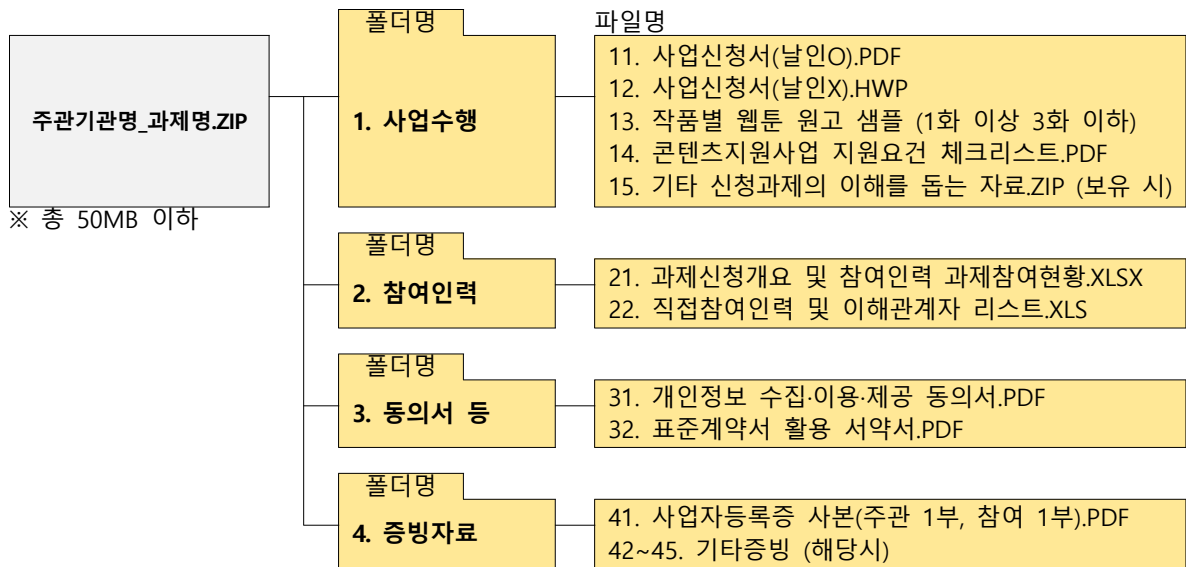 폴더명
파일명
주관기관명_과제명.ZIP
※ 총 50MB 이하
1. 사업수행
11. 사업신청서(날인O).PDF
12. 사업신청서(날인X).HWP
13. 작품별 웹툰 원고 샘플 (1화 이상 3화 이하)
14. 콘텐츠지원사업 지원요건 체크리스트.PDF
15. 기타 신청과제의 이해를 돕는 자료.ZIP (보유 시)
폴더명
2. 참여인력
21. 과제신청개요 및 참여인력 과제참여현황.XLSX
22. 직접참여인력 및 이해관계자 리스트.XLS
폴더명
3. 동의서 등
31. 개인정보 수집·이용·제공 동의서.PDF
32. 표준계약서 활용 서약서.PDF
폴더명
4. 증빙자료
41. 사업자등록증 사본(주관 1부, 참여 1부).PDF
42~45. 기타증빙 (해당시)